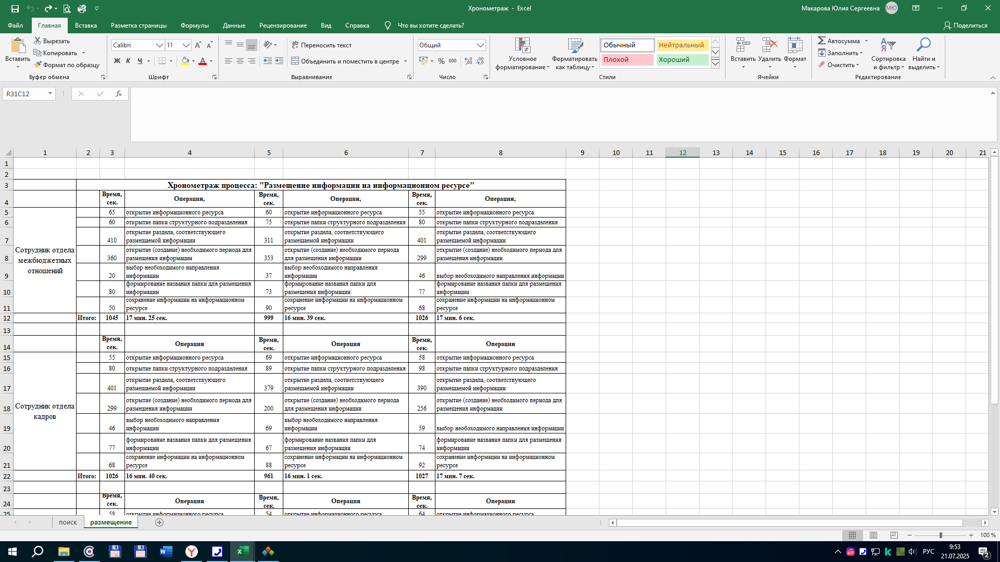 Хронометраж - Excel
Макарова Юлия Сергеевна МЮ
Файл Главная Вставка Разметка страницы Формулы Данные Рецензирование Вид Справка Что вы хотите сделать? Поделиться
Вставить
Вырезать
Копировать
Формат по образцу
Буфер обмена
Calibri 11
Ж К Ч
Шрифт
Переносить текст
Объединить и поместить в центре
Выравнивание
Общий
% 000
Число
Условное форматирование
Форматировать как таблицу
Обычный Нейтральный
Плохой Хороший
Стили
Вставить Удалить Формат
Ячейки
Автосумма
Заполнить
Очистить
Сортировка и фильтр
Найти и выделить
Редактирование
R31C12 fx
1 2 3 4 5 6 7 8 9 10 11 12 13 14 15 16 17 18 19 20 21
1
2
3 Хронометраж процесса: "Размещение информации на информационном ресурсе"
4 Время, сек. Операция, Время, сек. Операция, Время, сек. Операция,
Сотрудник отдела межбюджетных отношений
5 65 открытие информационного ресурса 60 открытие информационного ресурса 55 открытие информационного ресурса
6 60 открытие папки структурного подразделения 75 открытие папки структурного подразделения 80 открытие папки структурного подразделения
7 410 открытие раздела, соответствующего размещаемой информации 311 открытие раздела, соответствующего размещаемой информации 401 открытие раздела, соответствующего размещаемой информации
8 360 открытие (создание) необходимого периода для размещения информации 353 открытие (создание) необходимого периода для размещения информации 299 открытие (создание) необходимого периода для размещения информации
9 20 выбор необоходимого направления информации 37 выбор необоходимого направления информации 46 выбор необоходимого направления информации
10 80 формирование названия папки для размещения информации 73 формирование названия папки для размещения информации 77 формирование названия папки для размещения информации
11 50 сохранение информации на информационном ресурсе 90 сохранение информации на информационном ресурсе 68 сохранение информации на информационном ресурсе
12 Итого: 1045 17 мин. 25 сек. 999 16 мин. 39 сек. 1026 17 мин. 6 сек.
13
14 Время, сек. Операция Время, сек. Операция Время, сек. Операция
Сотрудник отдела кадров
15 55 открытие информационного ресурса 69 открытие информационного ресурса 58 открытие информационного ресурса
16 80 открытие папки структурного подразделения 89 открытие папки структурного подразделения 98 открытие папки структурного подразделения
17 401 открытие раздела, соответствующего размещаемой информации 379 открытие раздела, соответствующего размещаемой информации 390 открытие раздела, соответствующего размещаемой информации
18 299 открытие (создание) необходимого периода для размещения информации 200 открытие (создание) необходимого периода для размещения информации 256 открытие (создание) необходимого периода для размещения информации
19 46 выбор необоходимого направления информации 69 выбор необоходимого направления информации 59 выбор необоходимого направления информации
20 77 формирование названия папки для размещения информации 67 формирование названия папки для размещения информации 74 формирование названия папки для размещения информации
21 68 сохранение информации на информационном ресурсе 88 сохранение информации на информационном ресурсе 92 сохранение информации на информационном ресурсе
22 Итого: 1026 16 мин. 40 сек. 961 16 мин. 1 сек. 1027 17 мин. 7 сек.
23
24 Время, сек. Операция Время, сек. Операция Время, сек. Операция
25 58 открытие информационного ресурса 54 открытие информационного ресурса 64 открытие информационного ресурса
поиск размещение
100 %
РУС
9:53
21.07.2025
2